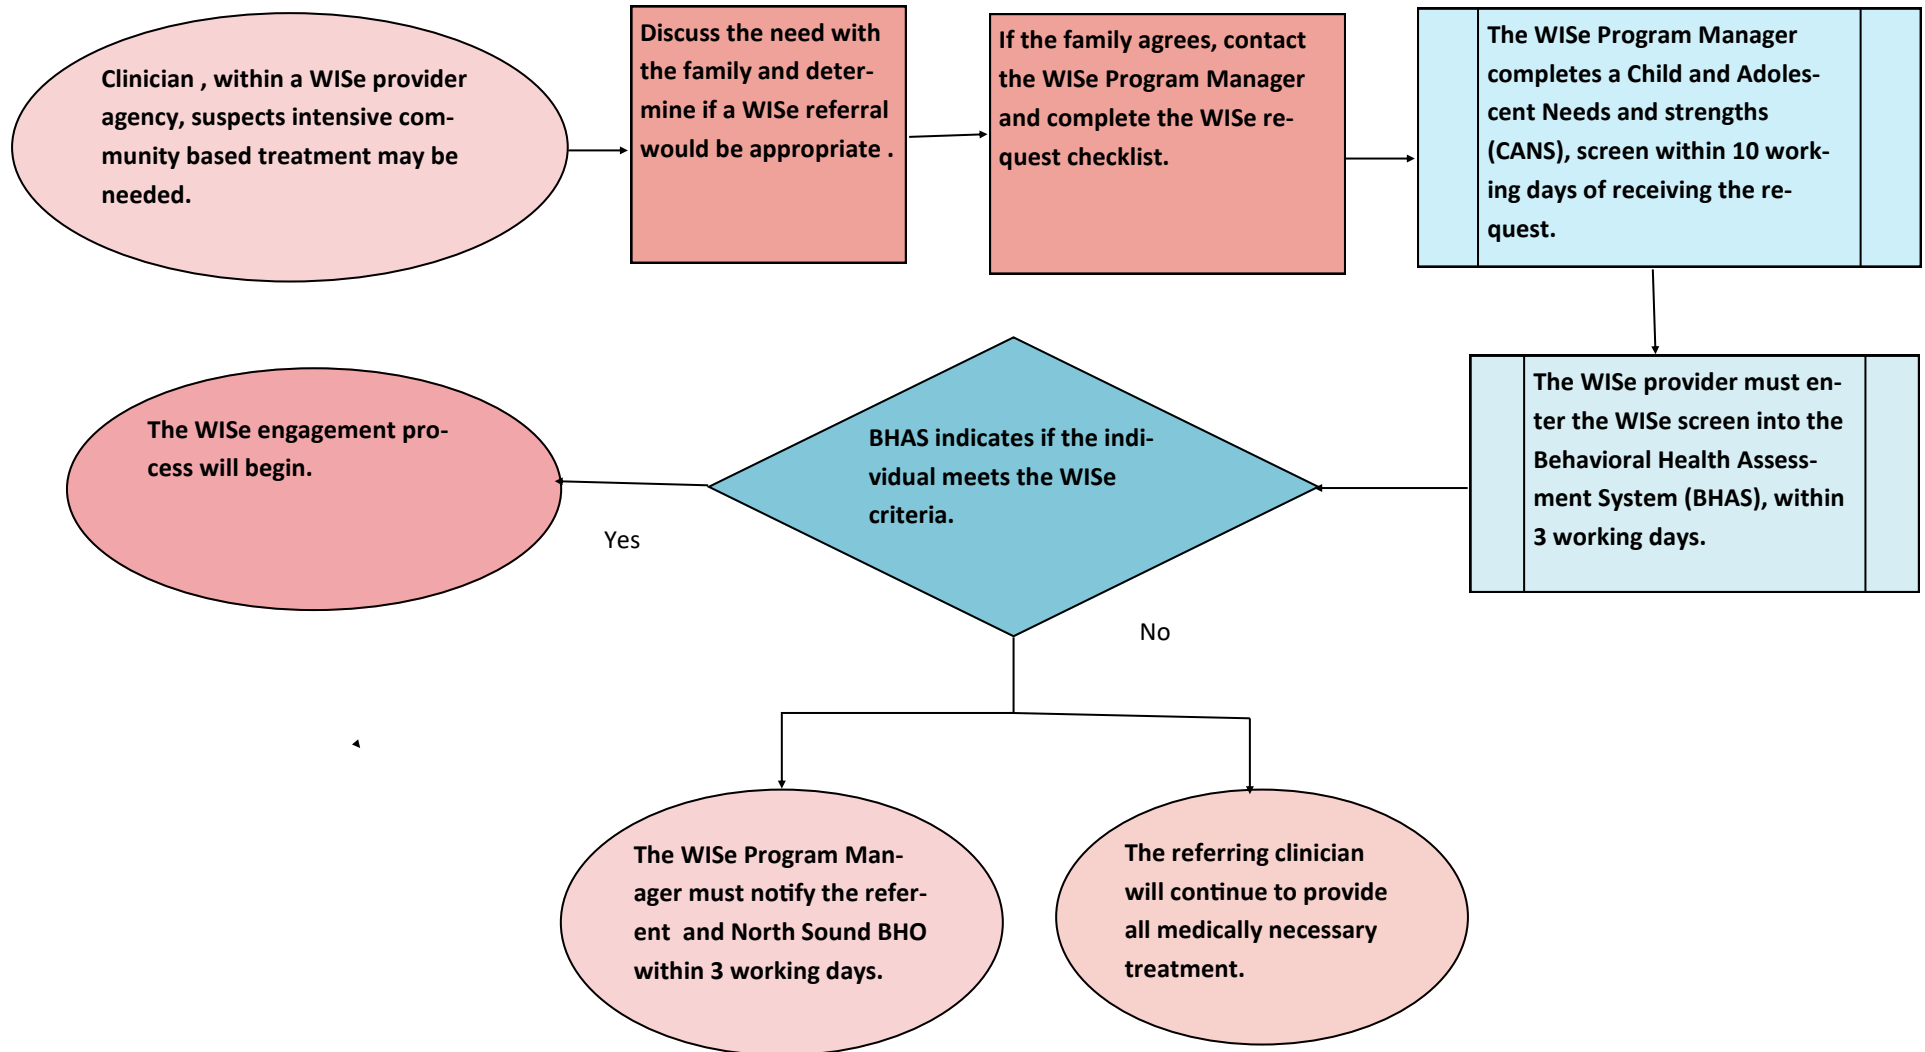 Clinician , within a WISe provider
agency, suspects intensive com-
munity based treatment may be
needed.
Discuss the need with
the family and deter-
mine if a WISe referral
would be appropriate .
If the family agrees, contact
the WISe Program Manager
and complete the WISe re-
quest checklist.
The WISe Program Manager
completes a Child and Adoles-
cent Needs and strengths
(CANS), screen within 10 work-
ing days of receiving the re-
quest.
The WISe provider must en-
ter the WISe screen into the
Behavioral Health Assess-
ment System (BHAS), within
3 working days.
BHAS indicates if the indi-
vidual meets the WISe
criteria.
The WISe engagement pro-
cess will begin.
Yes
No
The WISe Program Man-
ager must notify the refer-
ent  and North Sound BHO
within 3 working days.
The referring clinician
will continue to provide
all medically necessary
treatment.